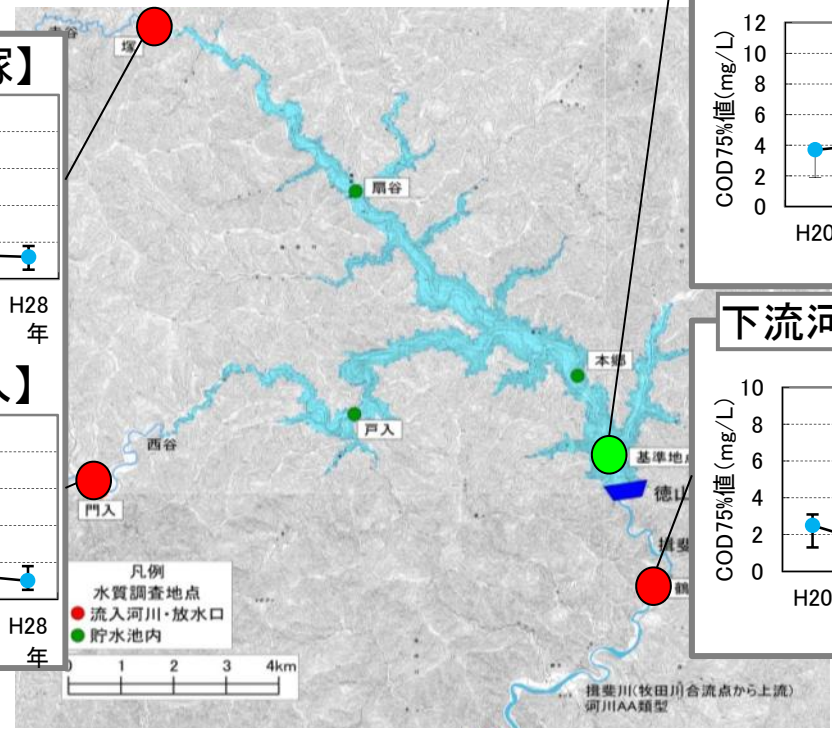 塚】
H28
年
入】
H28
年
塚
扇谷
本郷
戸入
西谷
門入
基準地点
徳山
揖斐
鶴
凡例
水質調査地点
流入河川・放水口
貯水池内
0 1 2 3 4km
揖斐川(牧田川合流点から上流)
河川AA類型
COD75%値(mg/L)
12
10
8
6
4
2
0
H20
下流河
COD75%値(mg/L)
10
8
6
4
2
0
H20